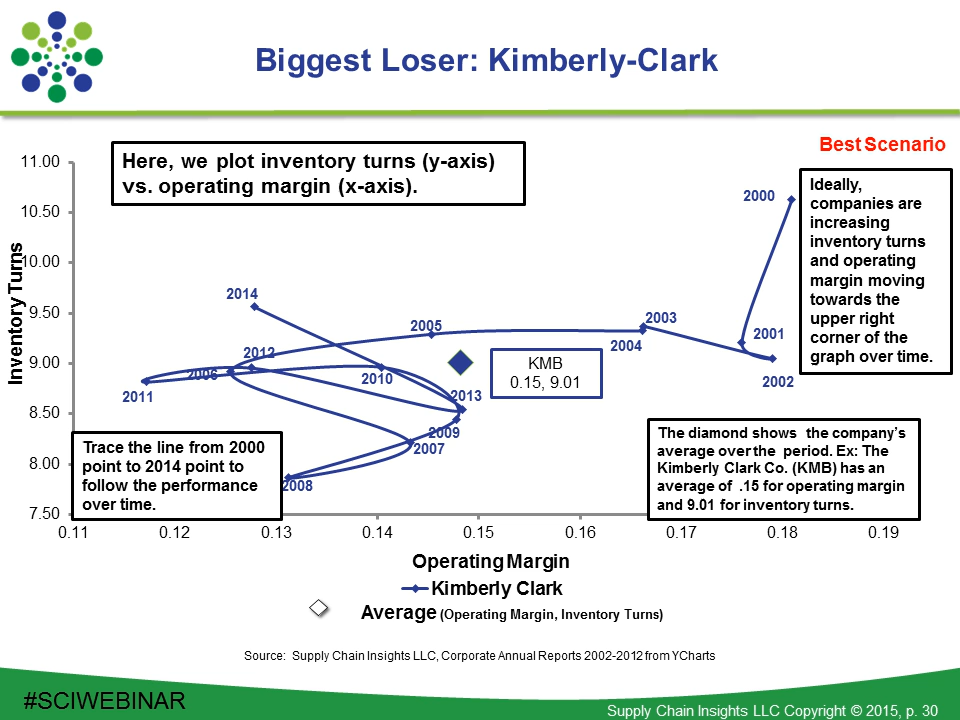 Biggest Loser: Kimberly-Clark
Best Scenario
Here, we plot inventory turns (y-axis)
vs. operating margin (x-axis).
Ideally,
companies are
increasing
inventory turns
and operating
margin moving
towards the
upper right
corner of the
graph over time.
Inventory Turns
11.00
10.50
10.00
9.50
9.00
8.50
8.00
7.50
2000
2014
2003
2005
2001
2004
2012
2002
2006
2010
2011
2013
2009
2007
2008
KMB
0.15, 9.01
Trace the line from 2000
point to 2014 point to
follow the performance
over time.
The diamond shows the company's
average over the period. Ex: The
Kimberly Clark Co. (KMB) has an
average of .15 for operating margin
and 9.01 for inventory turns.
0.11 0.12 0.13 0.14 0.15 0.16 0.17 0.18 0.19
Operating Margin
Kimberly Clark
Average (Operating Margin, Inventory Turns)
Source: Supply Chain Insights LLC, Corporate Annual Reports 2002-2012 from YCharts
#SCIWEBINAR
Supply Chain Insights LLC Copyright © 2015, p. 30